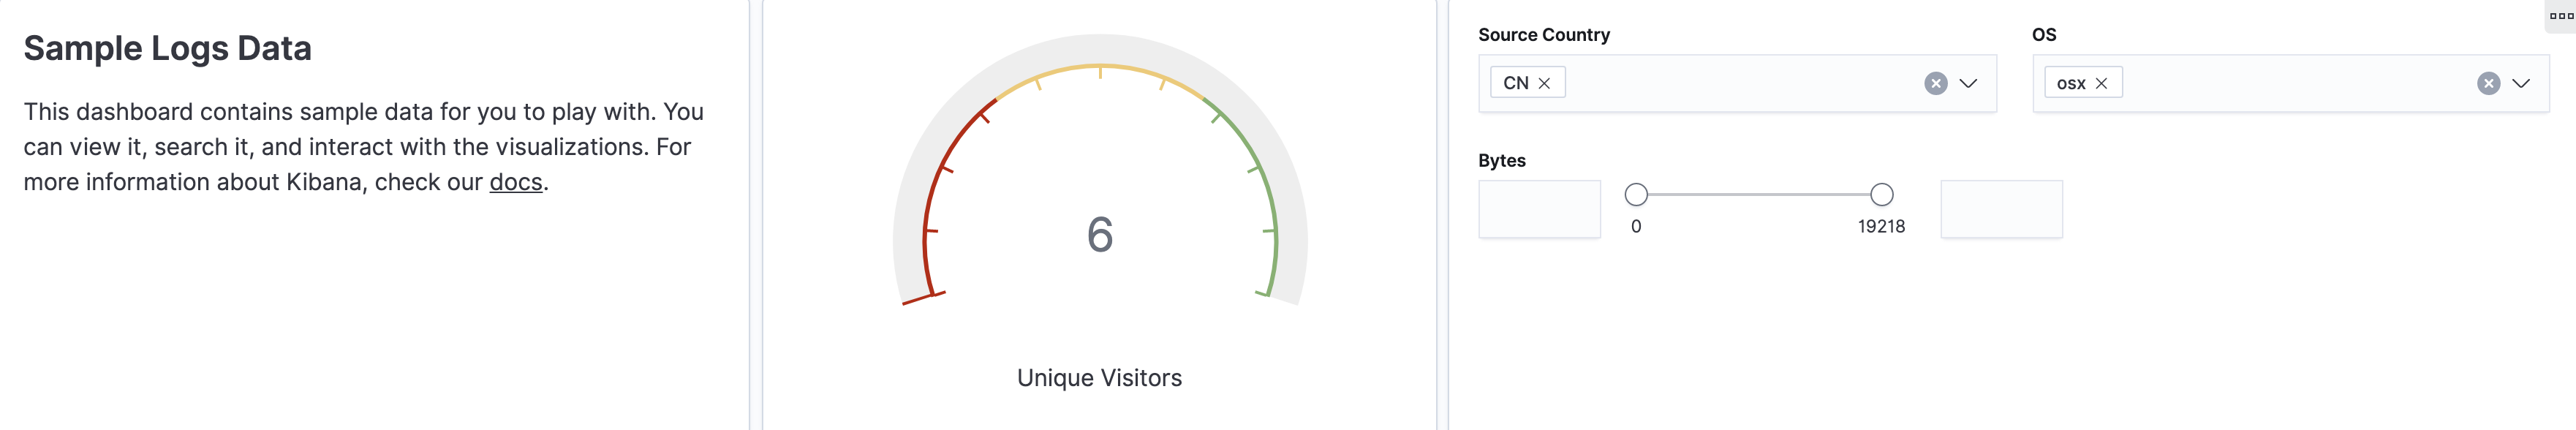 Sample Logs Data
This dashboard contains sample data for you to play with. You
can view it, search it, and interact with the visualizations. For
more information about Kibana, check our docs.
6
Unique Visitors
Source Country
CN
OS
osx
Bytes
0
19218